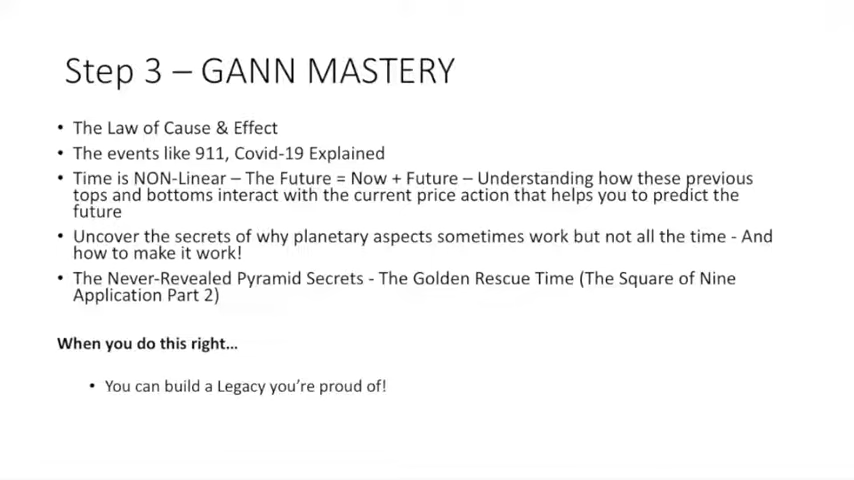 Step 3 – GANN MASTERY
• The Law of Cause & Effect
• The events like 911, Covid-19 Explained
• Time is NON-Linear – The Future = Now + Future – Understanding how these previous
tops and bottoms interact with the current price action that helps you to predict the
future
• Uncover the secrets of why planetary aspects sometimes work but not all the time - And
how to make it work!
• The Never-Revealed Pyramid Secrets - The Golden Rescue Time (The Square of Nine
Application Part 2)
When you do this right...
• You can build a Legacy you're proud of!